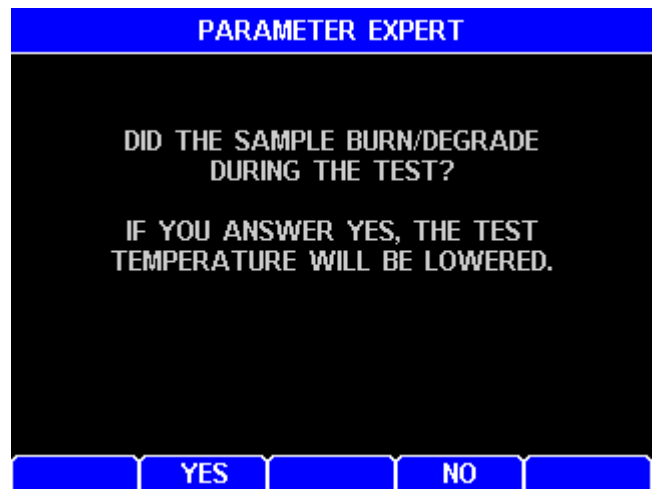 PARAMETER EXPERT
DID THE SAMPLE BURN/DEGRADE
DURING THE TEST?
IF YOU ANSWER YES, THE TEST
TEMPERATURE WILL BE LOWERED.
YES NO